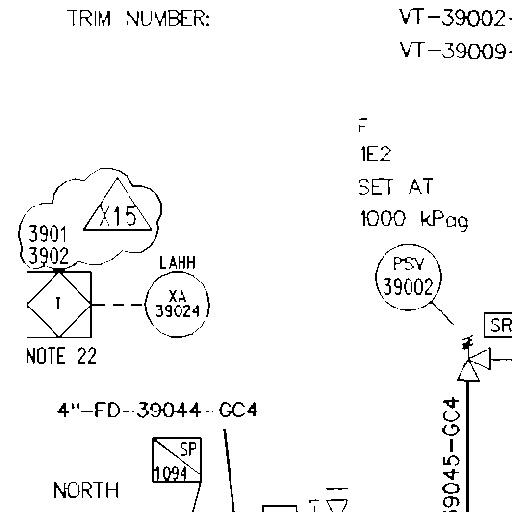 TRIM NUMBER:
VT-39002-
VT-39009-
F
1E2
SET AT
1000 kPag
X15
3901
3902
LAHH
PSV
39002
I
XA
39024
SR
NOTE 22
4"-FD-39044-GC4
39045-GC4
SP
1094
NORTH
T